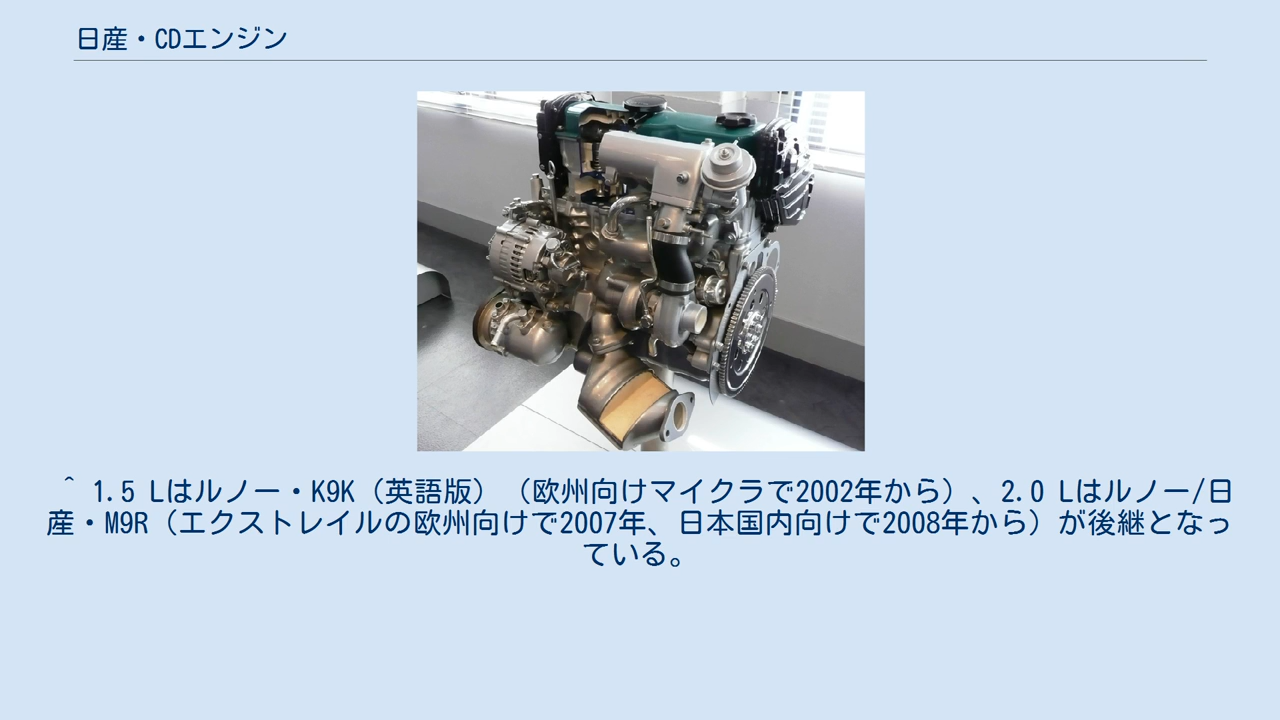 日産・CDエンジン
^ 1.5 Lはルノー・K9K（英語版）（欧州向けマイクラで2002年から）、2.0 Lはルノー/日
産・M9R（エクストレイルの欧州向けで2007年、日本国内向けで2008年から）が後継となっ
ている。